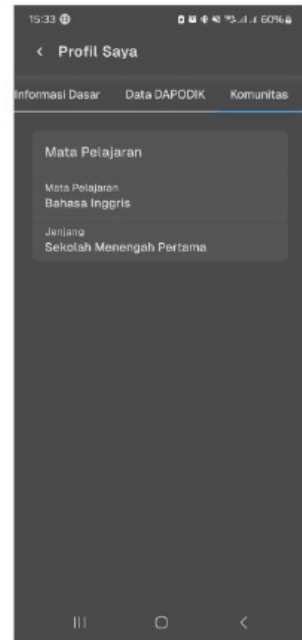 15:33
60%
Profil Saya
Informasi Dasar Data DAPODIK Komunitas
Mata Pelajaran
Mata Pelajaran
Bahasa Inggris
Jenjang
Sekolah Menengah Pertama